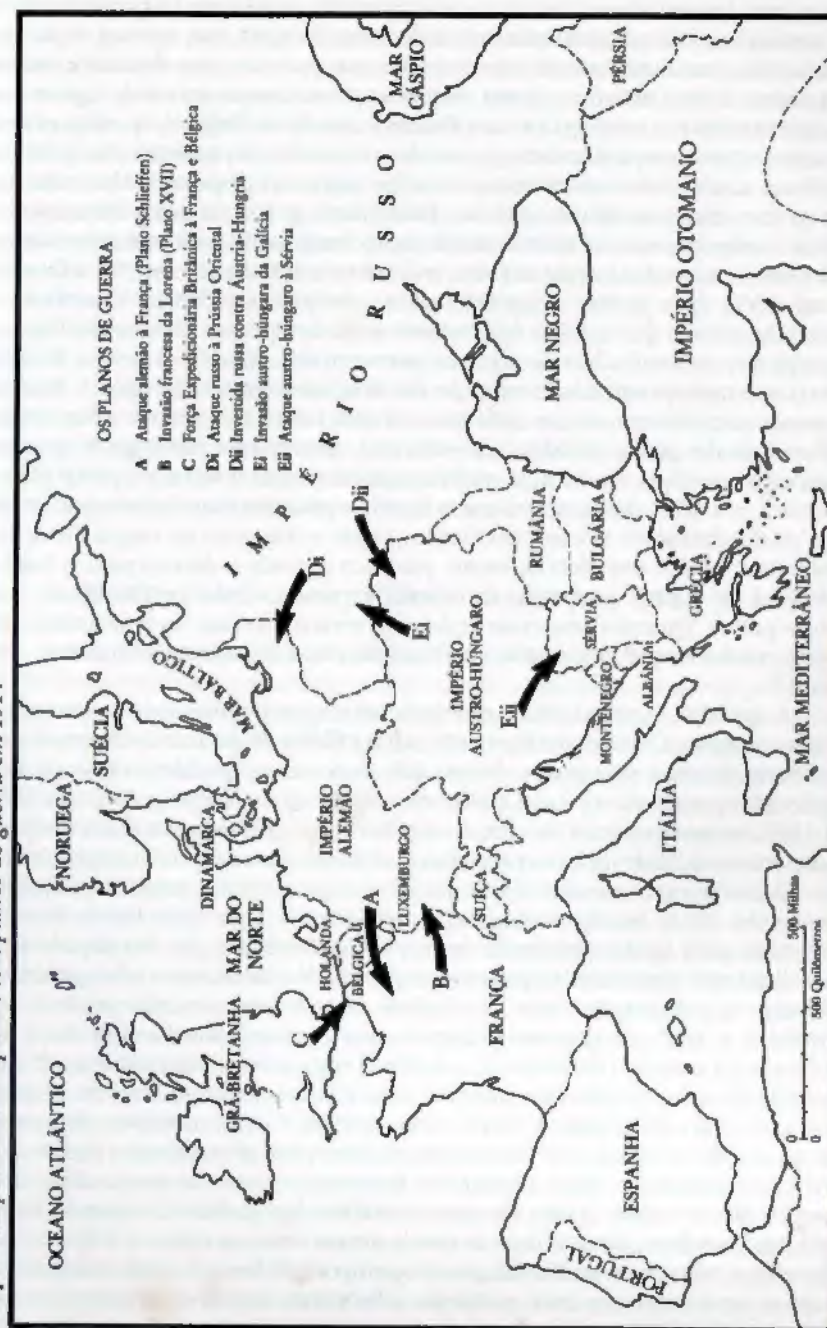 OS PLANOS DE GUERRA
A Ataque alemão à França (Plano Schlieffen)
B Invasão francesa da Lorena (Plano XVII)
C Força Expedicionária Britânica à França e Bélgica
Di Ataque russo à Prússia Oriental
Dii Investida russa contra Áustria-Hungria
Ei Invasão austro-húngara da Galícia
Eii Ataque austro-húngaro à Sérvia
OCEANO ATLÂNTICO
NORUEGA
SUÉCIA
MAR BÁLTICO
DINAMARCA
MAR DO
NORTE
GRÃ-BRETANHA
IMPÉRIO
RUSSO
Di
Dii
HOLANDA
BÉLGICA
C
A
IMPÉRIO
ALEMÃO
LUXEMBURGO
B
Ei
MAR
CÁSPIO
FRANÇA
SUÍÇA
IMPÉRIO
AUSTRO-HÚNGARO
Eii
RUMÂNIA
MAR NEGRO
PÉRSIA
SÉRVIA
BULGÁRIA
MONTENEGRO
ALBÂNIA
ITÁLIA
GRÉCIA
IMPÉRIO OTOMANO
PORTUGAL
ESPANHA
MAR MEDITERRÂNEO
0 500 Milhas
0 500 Quilômetros